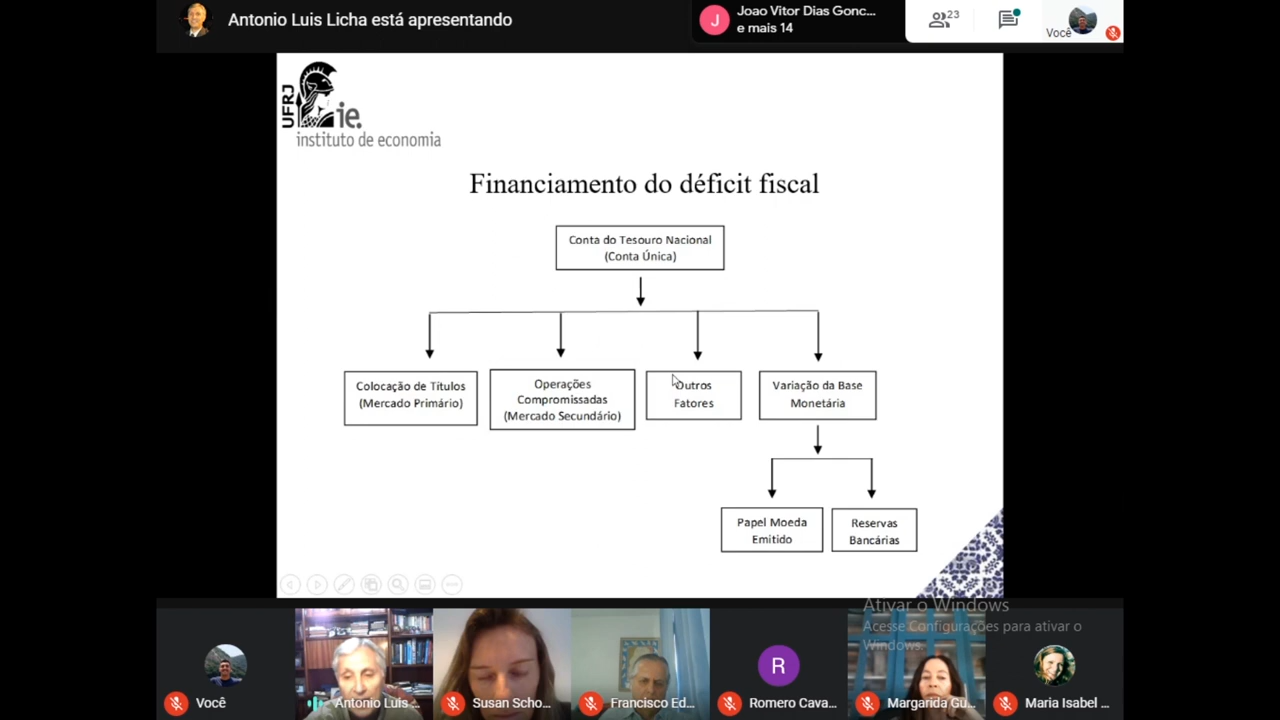 Antonio Luis Licha está apresentando
J
Joao Vitor Dias Gonc...
e mais 14
23
Você
UFRJ
ie.
instituto de economia
Financiamento do déficit fiscal
Conta do Tesouro Nacional
(Conta Única)
Colocação de Títulos
(Mercado Primário)
Operações
Compromissadas
(Mercado Secundário)
Outros
Fatores
Variação da Base
Monetária
Papel Moeda
Emitido
Reservas
Bancárias
Ativar o Windows
Acesse Configurações para ativar o
Windows.
R
Você
Antonio Luis ...
Susan Scho...
Francisco Ed...
Romero Cava...
Margarida Gu...
Maria Isabel ...